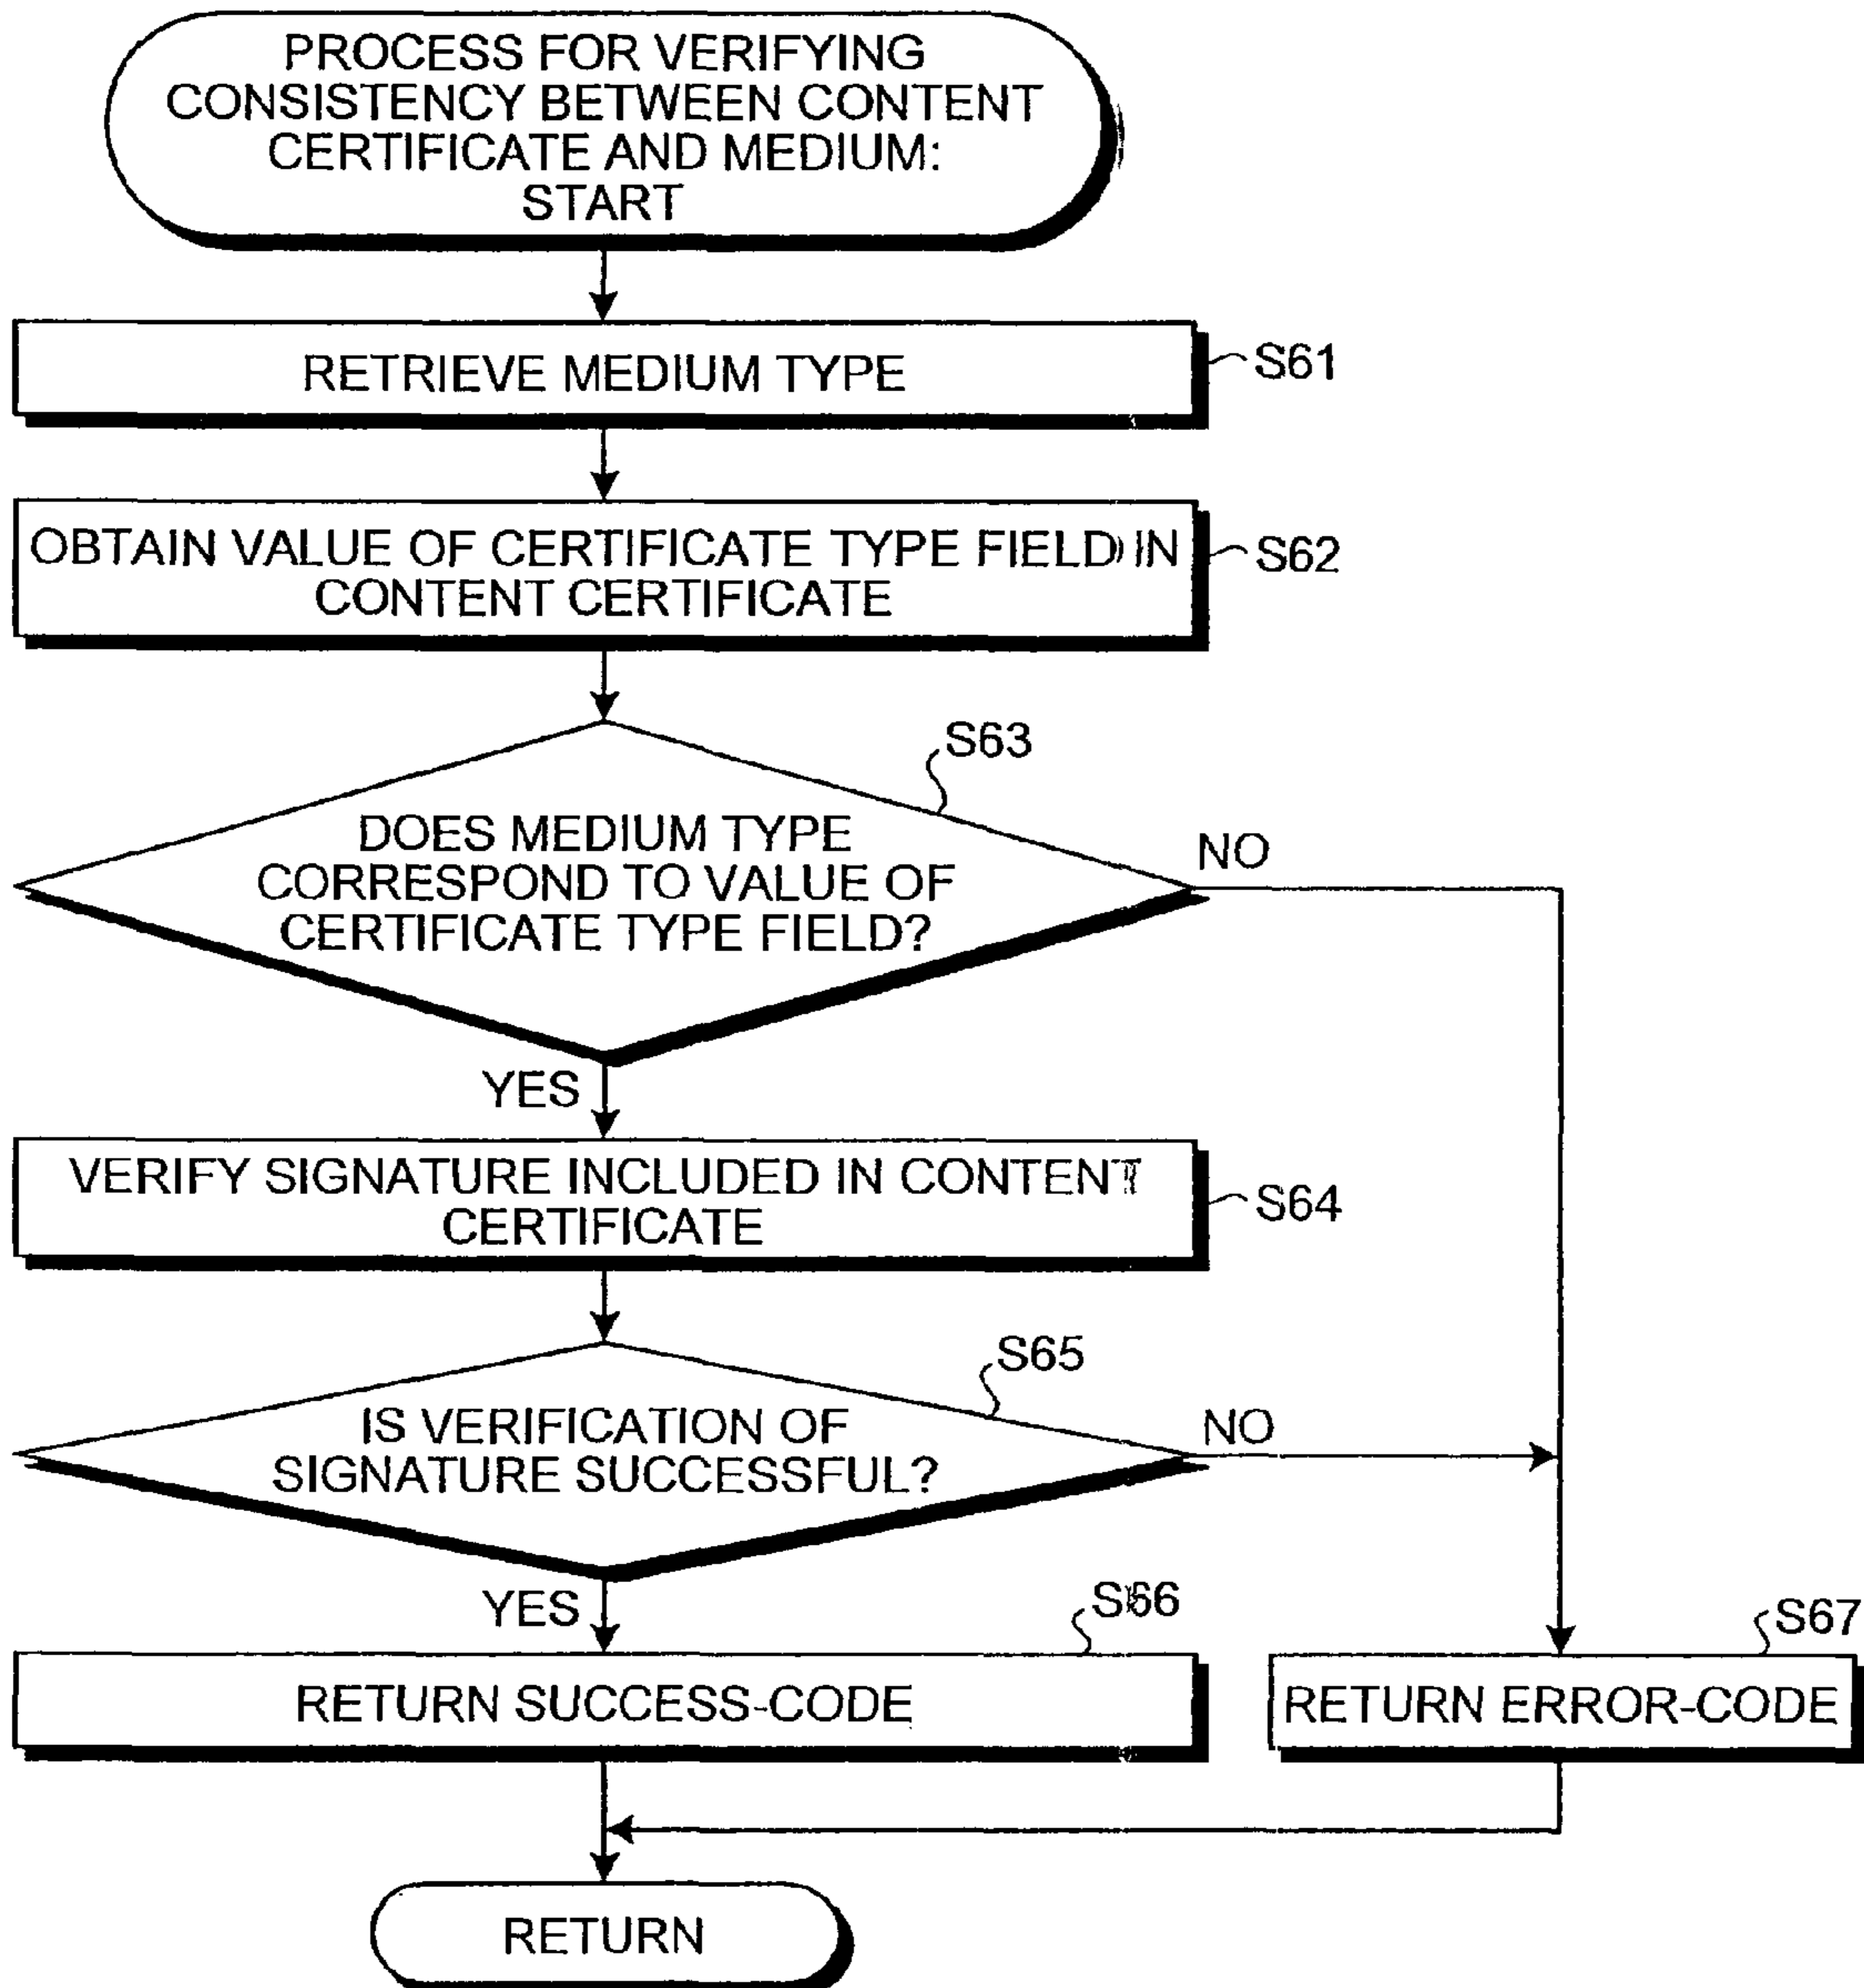 PROCESS FOR VERIFYING
CONSISTENCY BETWEEN CONTENT
CERTIFICATE AND MEDIUM:
START
RETRIEVE MEDIUM TYPE
S61
OBTAIN VALUE OF CERTIFICATE TYPE FIELD IN
CONTENT CERTIFICATE
S62
S63
DOES MEDIUM TYPE
CORRESPOND TO VALUE OF
CERTIFICATE TYPE FIELD?
NO
YES
VERIFY SIGNATURE INCLUDED IN CONTENT
CERTIFICATE
S64
S65
IS VERIFICATION OF
SIGNATURE SUCCESSFUL?
NO
YES
S66
RETURN SUCCESS-CODE
S67
RETURN ERROR-CODE
RETURN